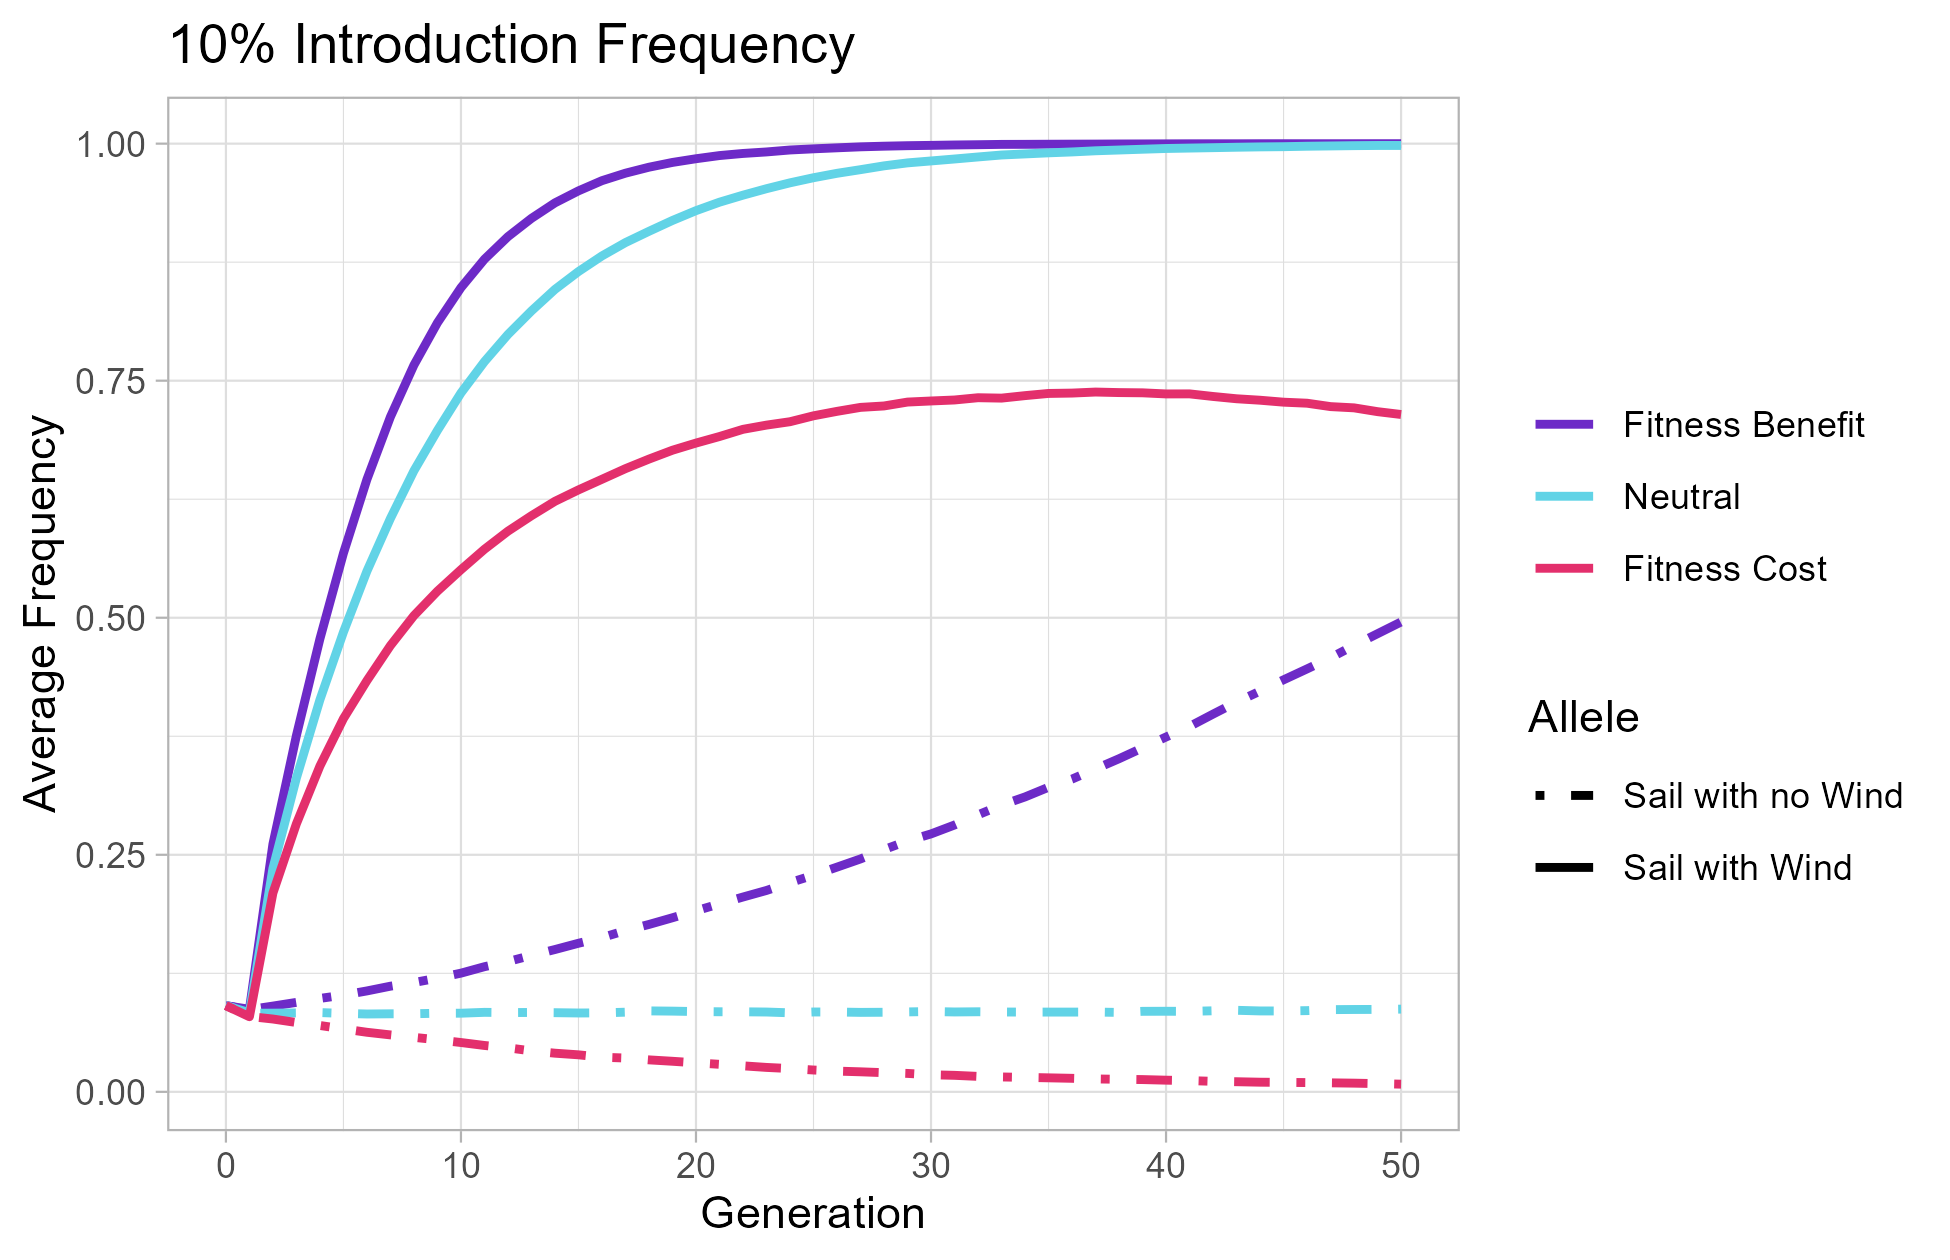 10% Introduction Frequency
1.00
0.75
0.50
0.25
0.00
Average Frequency
0 10 20 30 40 50
Generation
Fitness Benefit
Neutral
Fitness Cost
Allele
Sail with no Wind
Sail with Wind